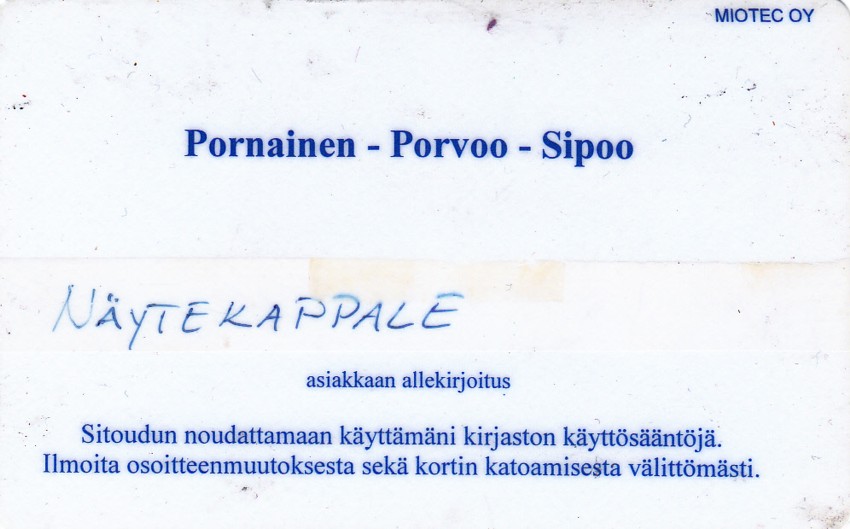 MIOTEC OY
Pornainen - Porvoo - Sipoo
NÄYTEKAPPALE
asiakkaan allekirjoitus
Sitoudun noudattamaan käyttämäni kirjaston käyttösääntöjä.
Ilmoita osoitteenmuutoksesta sekä kortin katoamisesta välittömästi.